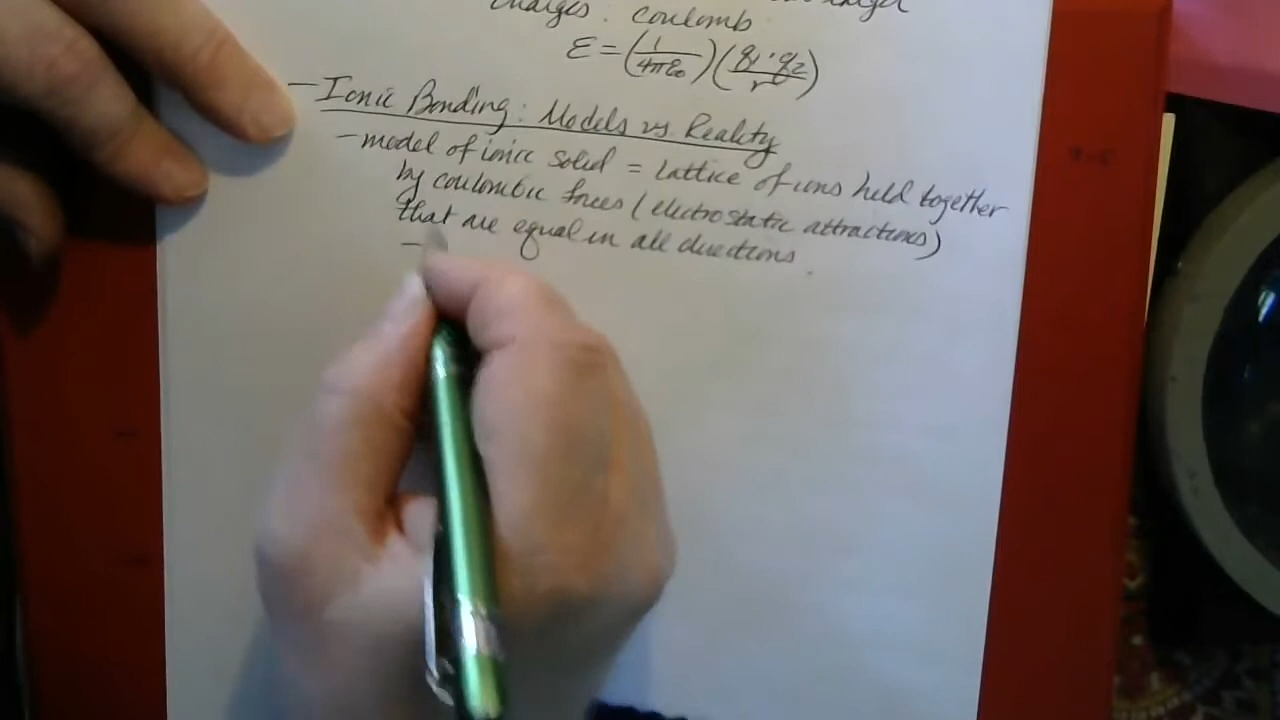 charges. Coulomb
E = (1/4πε₀)(q₁·q₂/r)
- Ionic Bonding: Models vs Reality
- model of ionic solid = lattice of ions held together
by coulombic forces (electrostatic attractions)
that are equal in all directions.
-